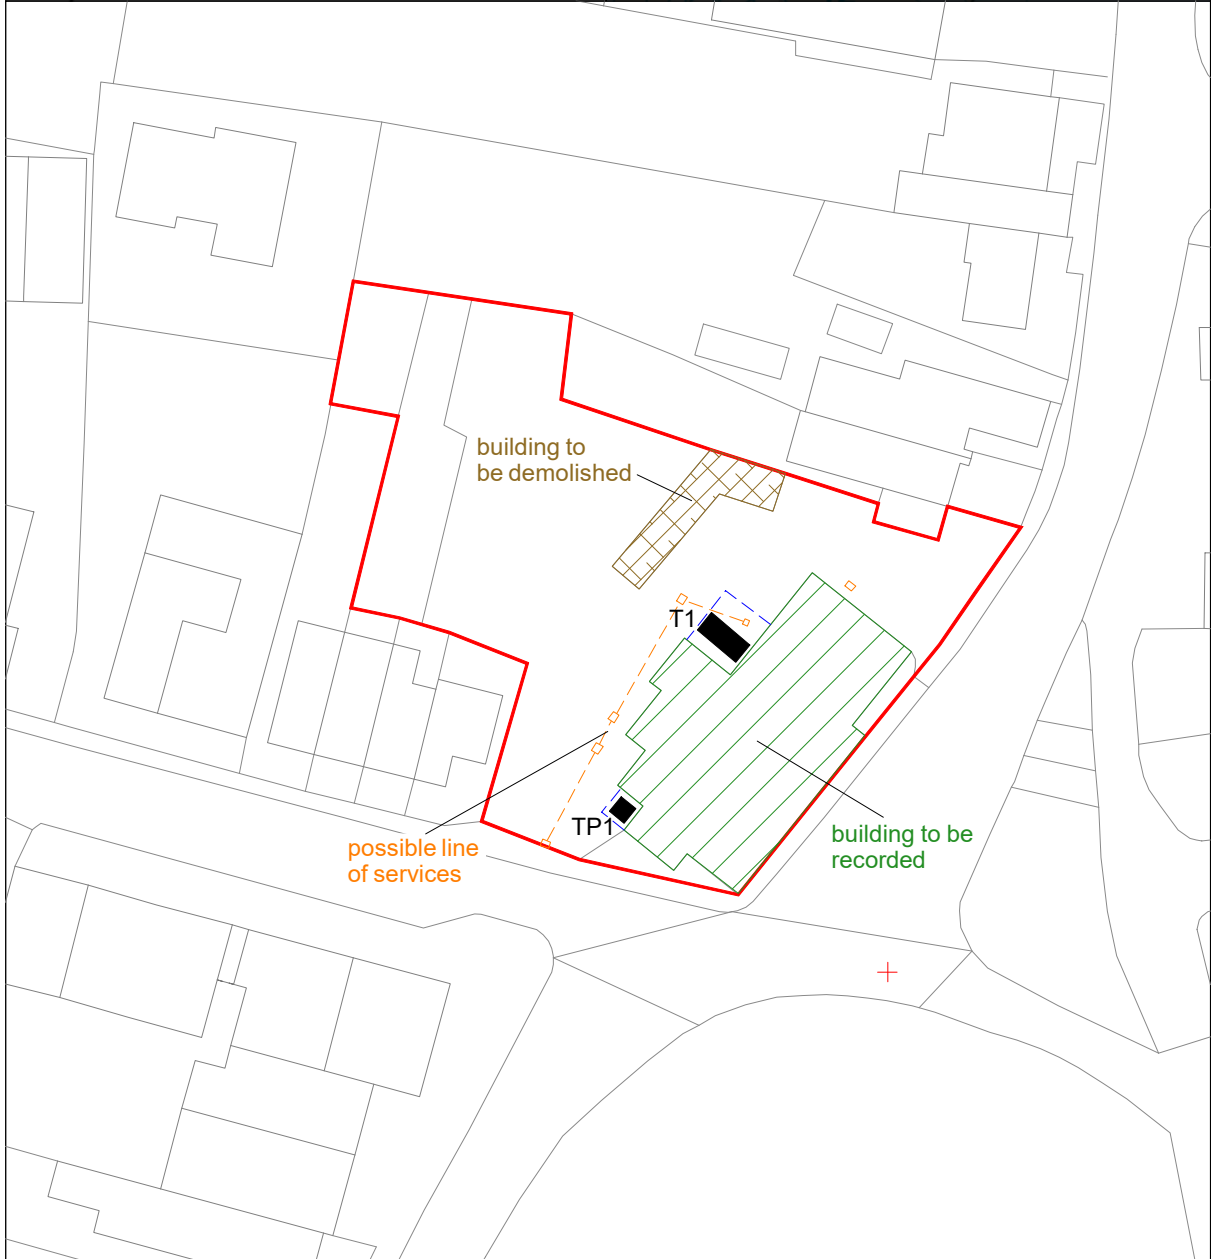 building to
be demolished
T1
TP1
possible line
of services
building to be
recorded